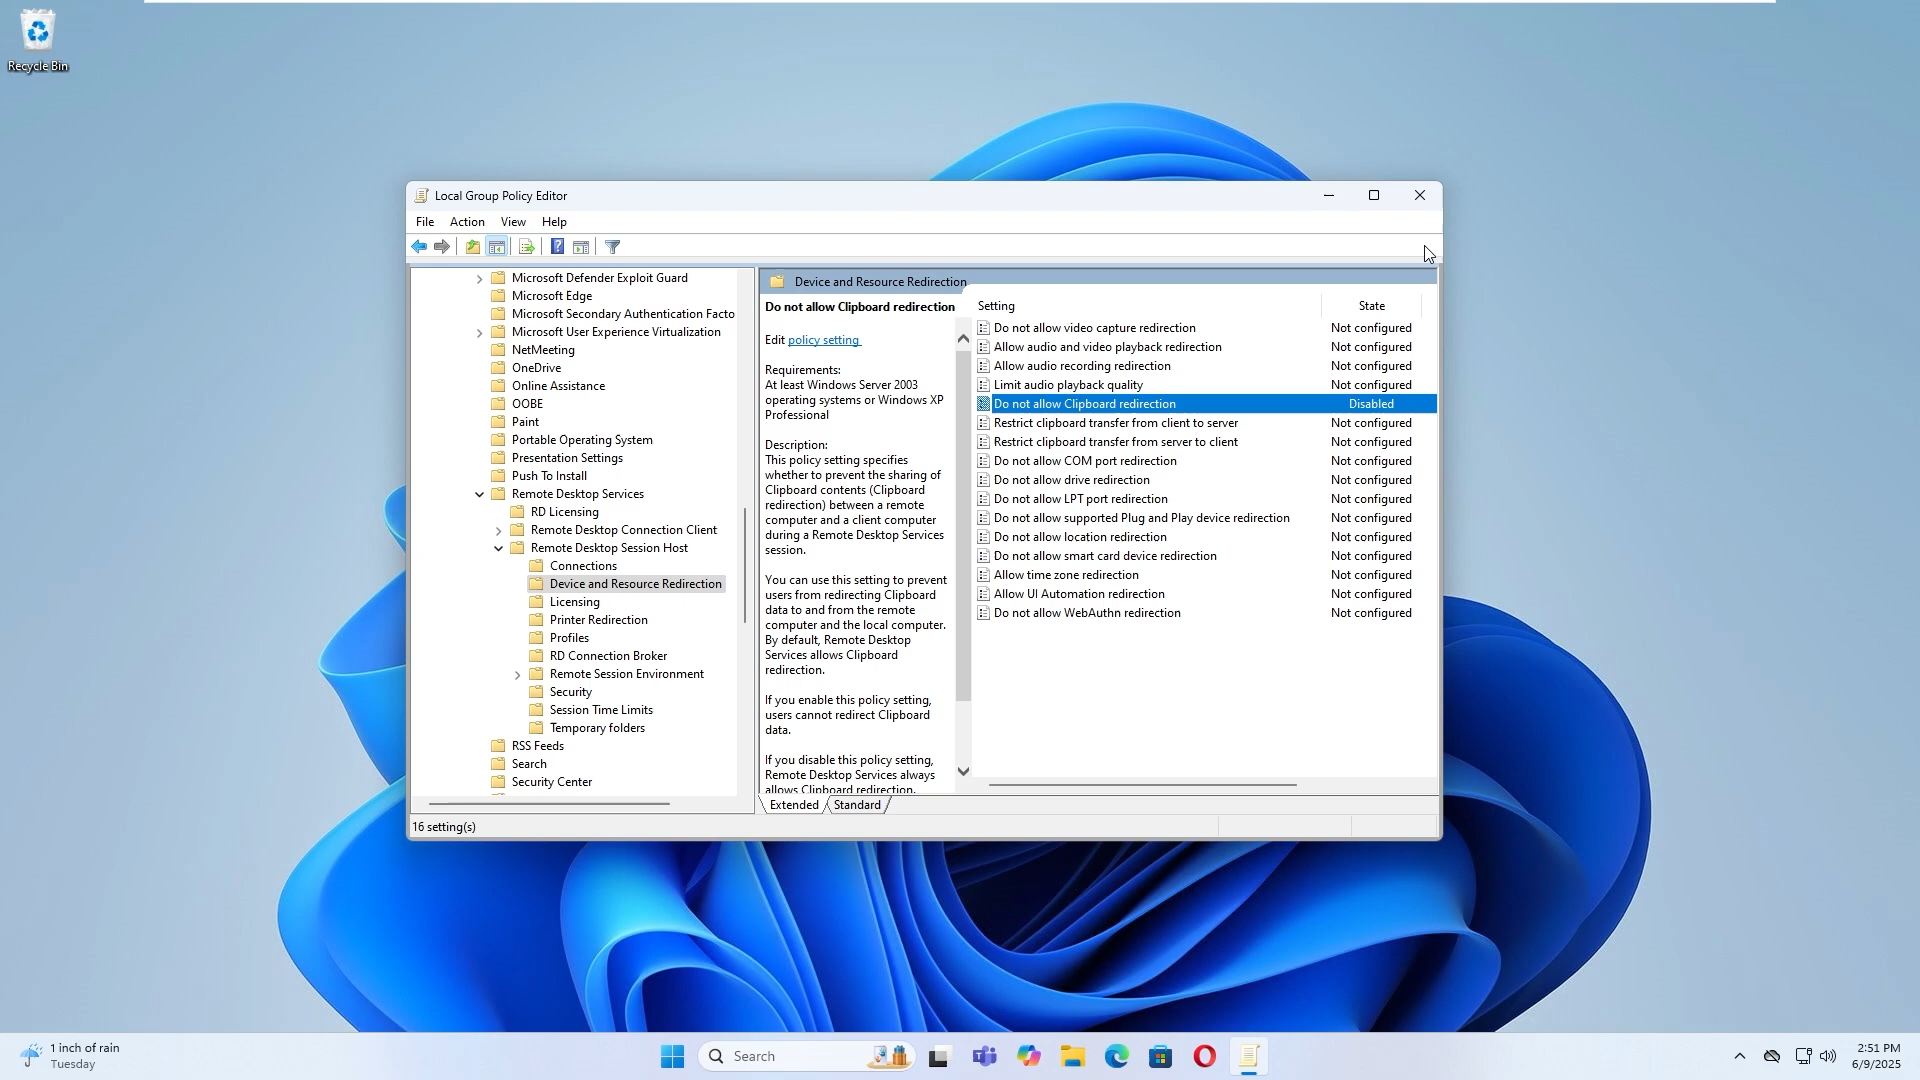 Recycle Bin
Local Group Policy Editor
File Action View Help
Microsoft Defender Exploit Guard
Microsoft Edge
Microsoft Secondary Authentication Facto
Microsoft User Experience Virtualization
NetMeeting
OneDrive
Online Assistance
OOBE
Paint
Portable Operating System
Presentation Settings
Push To Install
Remote Desktop Services
RD Licensing
Remote Desktop Connection Client
Remote Desktop Session Host
Connections
Device and Resource Redirection
Licensing
Printer Redirection
Profiles
RD Connection Broker
Remote Session Environment
Security
Session Time Limits
Temporary folders
RSS Feeds
Search
Security Center
Device and Resource Redirection
Do not allow Clipboard redirection
Edit policy setting
Requirements:
At least Windows Server 2003
operating systems or Windows XP
Professional
Description:
This policy setting specifies
whether to prevent the sharing of
Clipboard contents (Clipboard
redirection) between a remote
computer and a client computer
during a Remote Desktop Services
session.
You can use this setting to prevent
users from redirecting Clipboard
data to and from the remote
computer and the local computer.
By default, Remote Desktop
Services allows Clipboard
redirection.
If you enable this policy setting,
users cannot redirect Clipboard
data.
If you disable this policy setting,
Remote Desktop Services always
allows Clipboard redirection.
Setting State
Do not allow video capture redirection Not configured
Allow audio and video playback redirection Not configured
Allow audio recording redirection Not configured
Limit audio playback quality Not configured
Do not allow Clipboard redirection Disabled
Restrict clipboard transfer from client to server Not configured
Restrict clipboard transfer from server to client Not configured
Do not allow COM port redirection Not configured
Do not allow drive redirection Not configured
Do not allow LPT port redirection Not configured
Do not allow supported Plug and Play device redirection Not configured
Do not allow location redirection Not configured
Do not allow smart card device redirection Not configured
Allow time zone redirection Not configured
Allow UI Automation redirection Not configured
Do not allow WebAuthn redirection Not configured
Extended Standard
16 setting(s)
1 inch of rain
Tuesday
Search
2:51 PM
6/9/2025